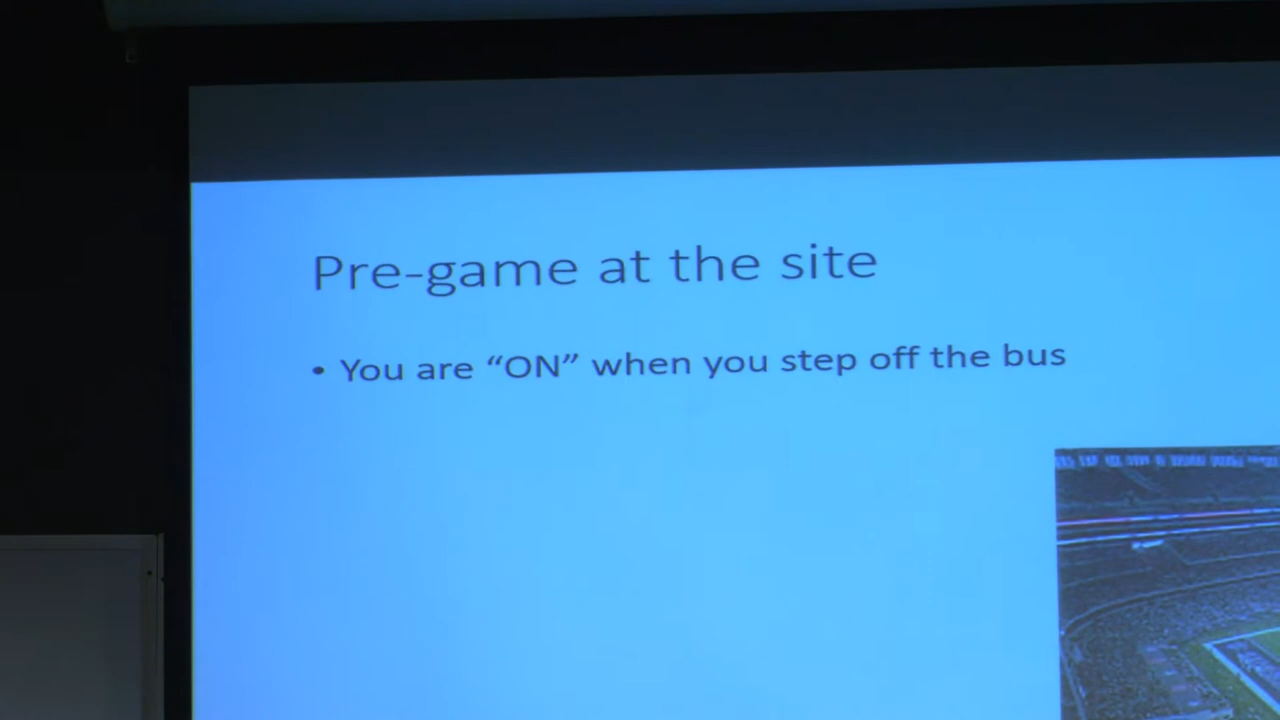 Pre-game at the site
• You are “ON” when you step off the bus